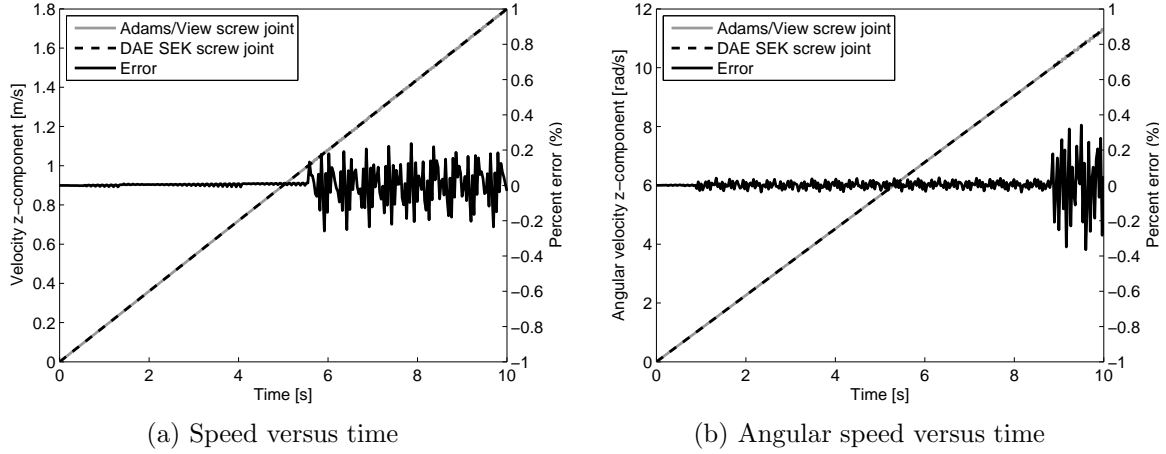 Adams/View screw joint
DAE SEK screw joint
Error
Velocity z−component [m/s]
1.8
1.6
1.4
1.2
1
0.8
0.6
0.4
0.2
0
0 2 4 6 8 10
Time [s]
1
0.8
0.6
0.4
0.2
0
−0.2
−0.4
−0.6
−0.8
−1
Percent error (%)
(a) Speed versus time
Adams/View screw joint
DAE SEK screw joint
Error
Angular velocity z−component [rad/s]
12
10
8
6
4
2
0
0 2 4 6 8 10
Time [s]
1
0.8
0.6
0.4
0.2
0
−0.2
−0.4
−0.6
−0.8
−1
Percent error (%)
(b) Angular speed versus time